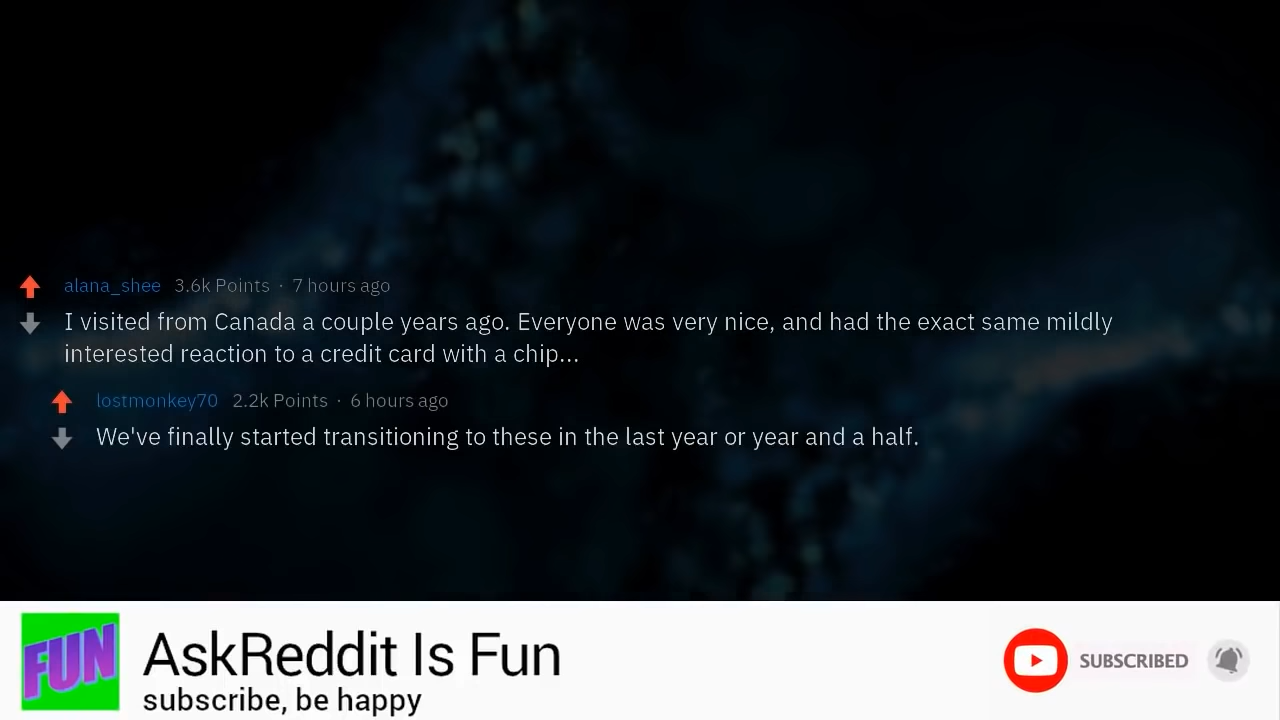 alana_shee 3.6k Points · 7 hours ago
I visited from Canada a couple years ago. Everyone was very nice, and had the exact same mildly
interested reaction to a credit card with a chip...
lostmonkey70 2.2k Points · 6 hours ago
We've finally started transitioning to these in the last year or year and a half.
FUN
AskReddit Is Fun
subscribe, be happy
SUBSCRIBED